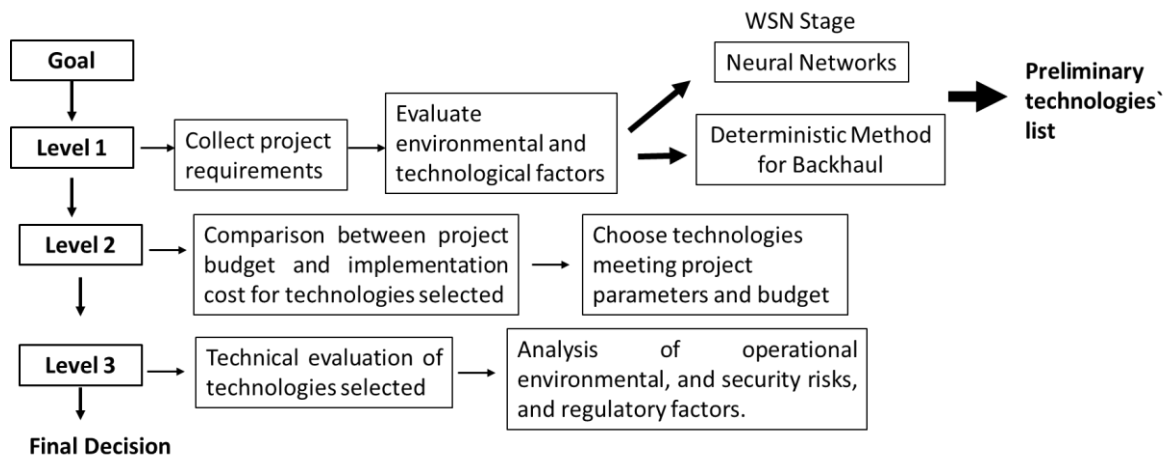 WSN Stage
Goal
Neural Networks
Preliminary
technologies`
list
Level 1
Collect project
requirements
Evaluate
environmental and
technological factors
Deterministic Method
for Backhaul
Level 2
Comparison between project
budget and implementation
cost for technologies selected
Choose technologies
meeting project
parameters and budget
Level 3
Technical evaluation of
technologies selected
Analysis of operational
environmental, and security risks,
and regulatory factors.
Final Decision